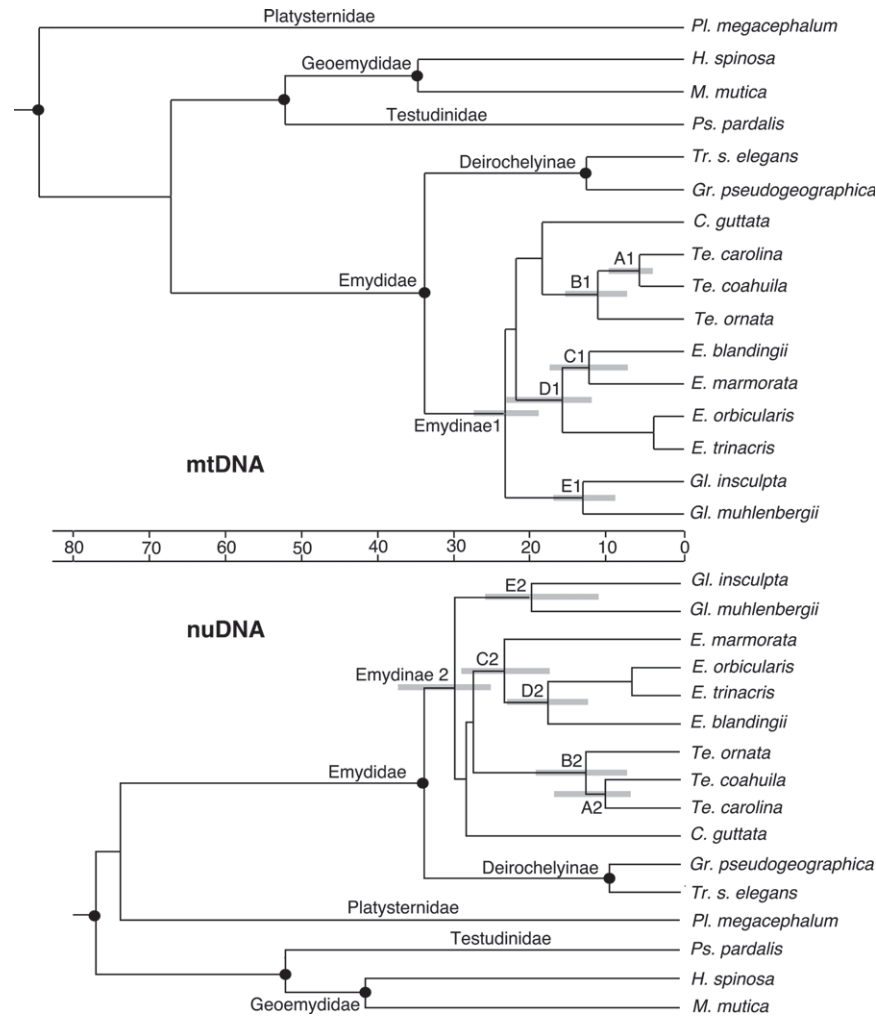 Platysternidae
Pl. megacephalum
H. spinosa
Geoemydidae
M. mutica
Testudinidae
Ps. pardalis
Tr. s. elegans
Deirochelyinae
Gr. pseudogeographica
C. guttata
Te. carolina
A1
Te. coahuila
B1
Emydidae
Te. ornata
E. blandingii
C1
E. marmorata
D1
E. orbicularis
Emydinae1
E. trinacris
mtDNA
Gl. insculpta
E1
Gl. muhlenbergii
80 70 60 50 40 30 20 10 0
Gl. insculpta
E2
Gl. muhlenbergii
nuDNA
E. marmorata
C2
E. orbicularis
Emydinae 2
D2
E. trinacris
E. blandingii
Te. ornata
B2
Emydidae
Te. coahuila
A2
Te. carolina
C. guttata
Deirochelyinae
Gr. pseudogeographica
Tr. s. elegans
Platysternidae
Pl. megacephalum
Testudinidae
Ps. pardalis
H. spinosa
Geoemydidae
M. mutica